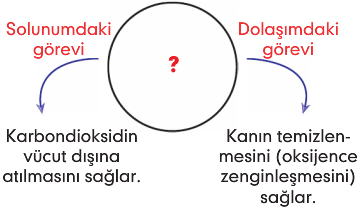 Solunumdaki
görevi
?
Dolaşımdaki
görevi
Karbondioksidin
vücut dışına
atılmasını sağlar.
Kanın temizlen-
mesini (oksijence
zenginleşmesini)
sağlar.